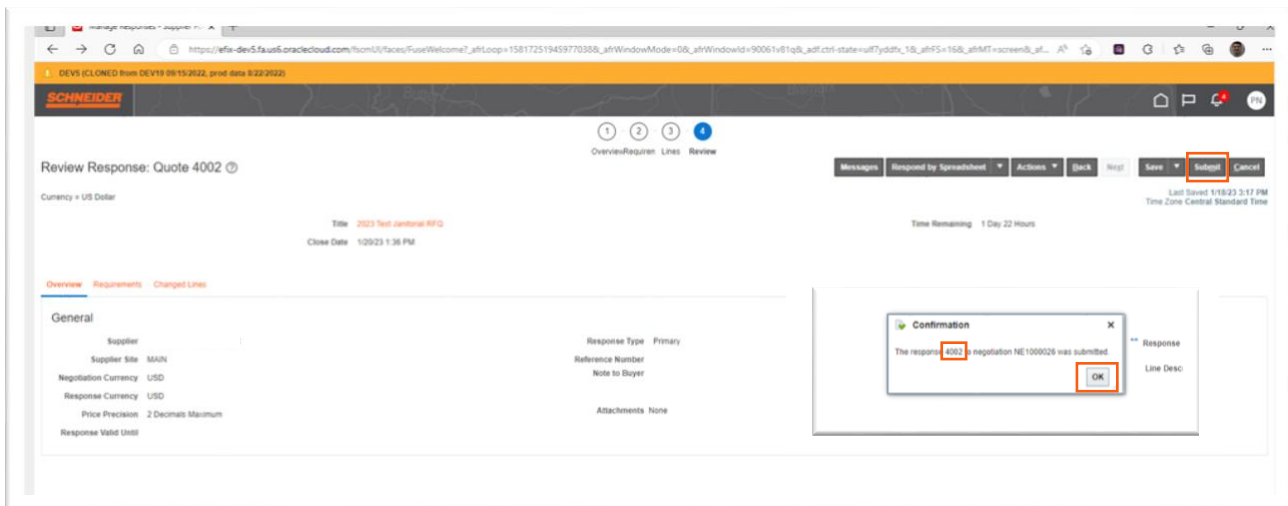 Manage Responses - Supplier P
https://efix-dev5.fa.us6.oraclecloud.com/fscmUI/faces/FuseWelcome?_afrLoop=15817251945977038&_afrWindowMode=0&_afrWindowId=90061v81q&_adf.ctrl-state=utf7yddfx_1&_afrFS=16&_afrMT=screen&_af...
DEV5 (CLONED from DEV19 09/15/2022, prod data 8/22/2022)
SCHNEIDER
4
PN
1 2 3 4
Overview Requiren Lines Review
Review Response: Quote 4002
Messages Respond by Spreadsheet Actions Back Next Save Submit Cancel
Currency = US Dollar
Last Saved 1/18/23 3:17 PM
Time Zone Central Standard Time
Title 2023 Test Janitorial RFQ
Time Remaining 1 Day 22 Hours
Close Date 1/20/23 1:36 PM
Overview Requirements Changed Lines
General
Supplier
Supplier Site MAIN
Negotiation Currency USD
Response Currency USD
Price Precision 2 Decimals Maximum
Response Valid Until
Response Type Primary
Reference Number
Note to Buyer
Attachments None
Confirmation
The response 4002 to negotiation NE1000026 was submitted.
OK
** Response
Line Desc